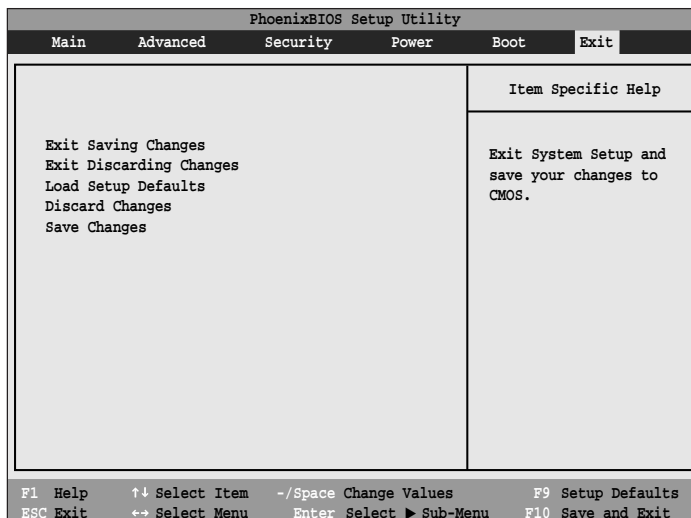 PhoenixBIOS Setup Utility
Main Advanced Security Power Boot Exit
Item Specific Help
Exit Saving Changes
Exit Discarding Changes
Load Setup Defaults
Discard Changes
Save Changes
Exit System Setup and
save your changes to
CMOS.
F1 Help ↑↓ Select Item -/Space Change Values F9 Setup Defaults
ESC Exit ←→ Select Menu Enter Select ▶ Sub-Menu F10 Save and Exit